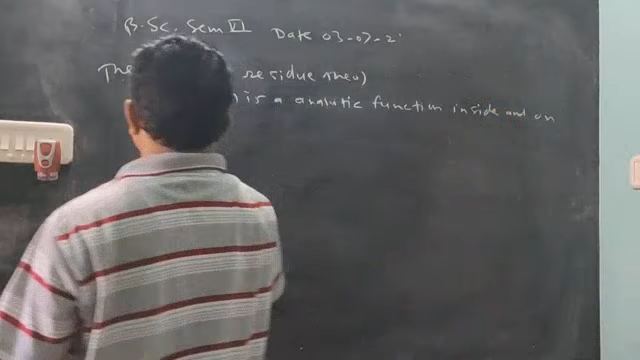 B.Sc. Sem VI Date 03-07-2
The residue theo)
) is a analytic function inside and on